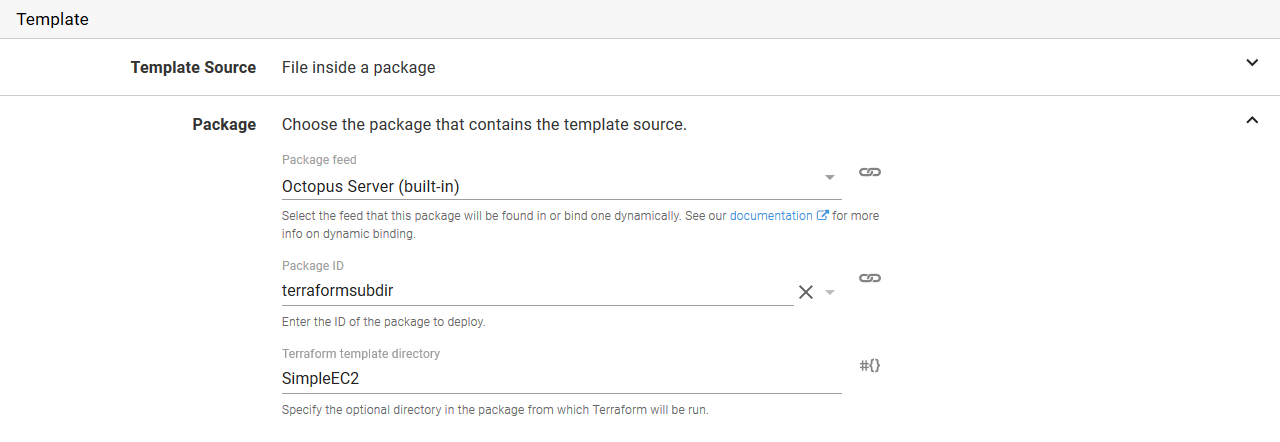 Template
Template Source
File inside a package
Package
Choose the package that contains the template source.
Package feed
Octopus Server (built-in)
Select the feed that this package will be found in or bind one dynamically. See our documentation for more
info on dynamic binding.
Package ID
terraformsubdir
Enter the ID of the package to deploy.
Terraform template directory
SimpleEC2
#{}
Specify the optional directory in the package from which Terraform will be run.